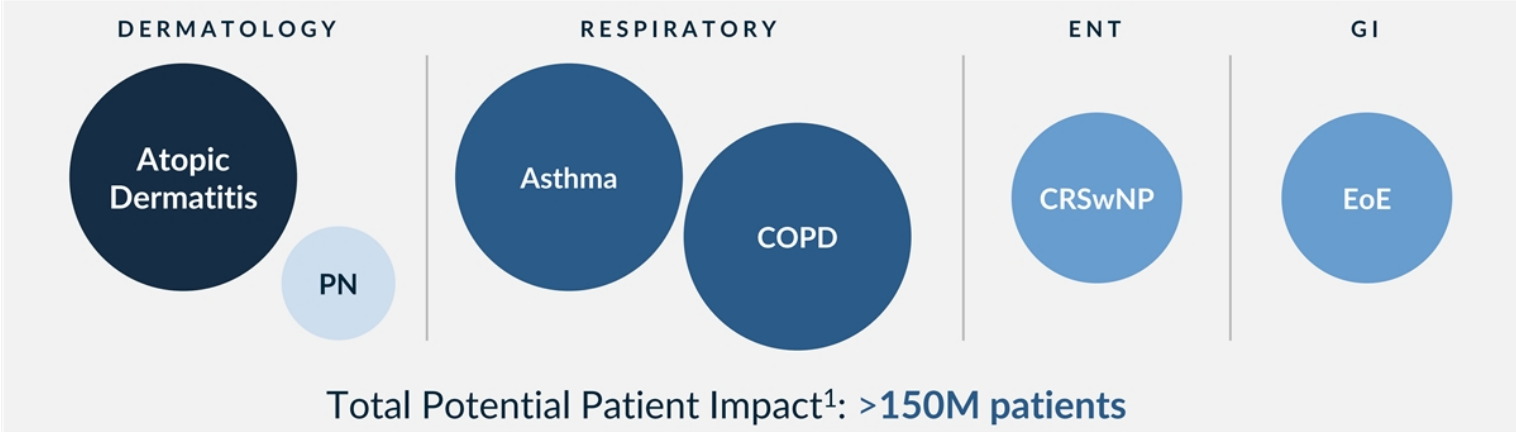 DERMATOLOGY
RESPIRATORY
ENT
GI
Atopic
Dermatitis
PN
Asthma
COPD
CRSwNP
EoE
Total Potential Patient Impact¹: >150M patients